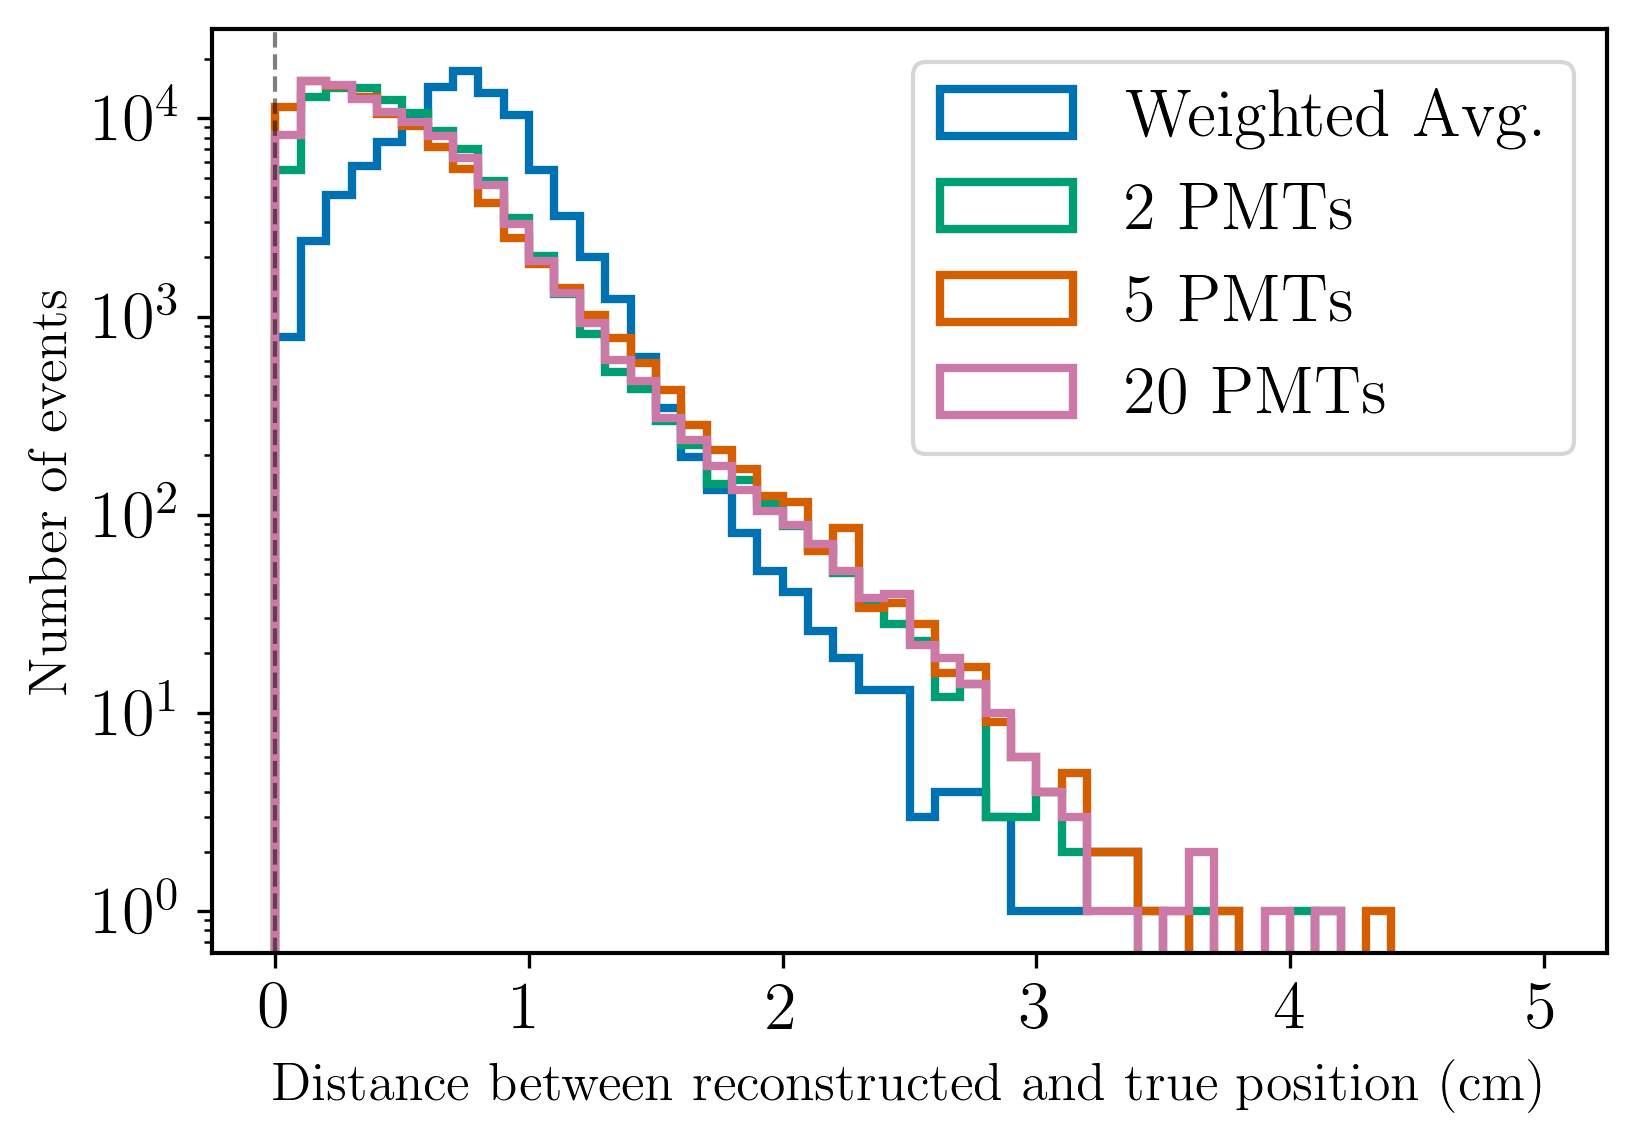 Weighted Avg.
2 PMTs
5 PMTs
20 PMTs
Number of events
10⁴
10³
10²
10¹
10⁰
0 1 2 3 4 5
Distance between reconstructed and true position (cm)